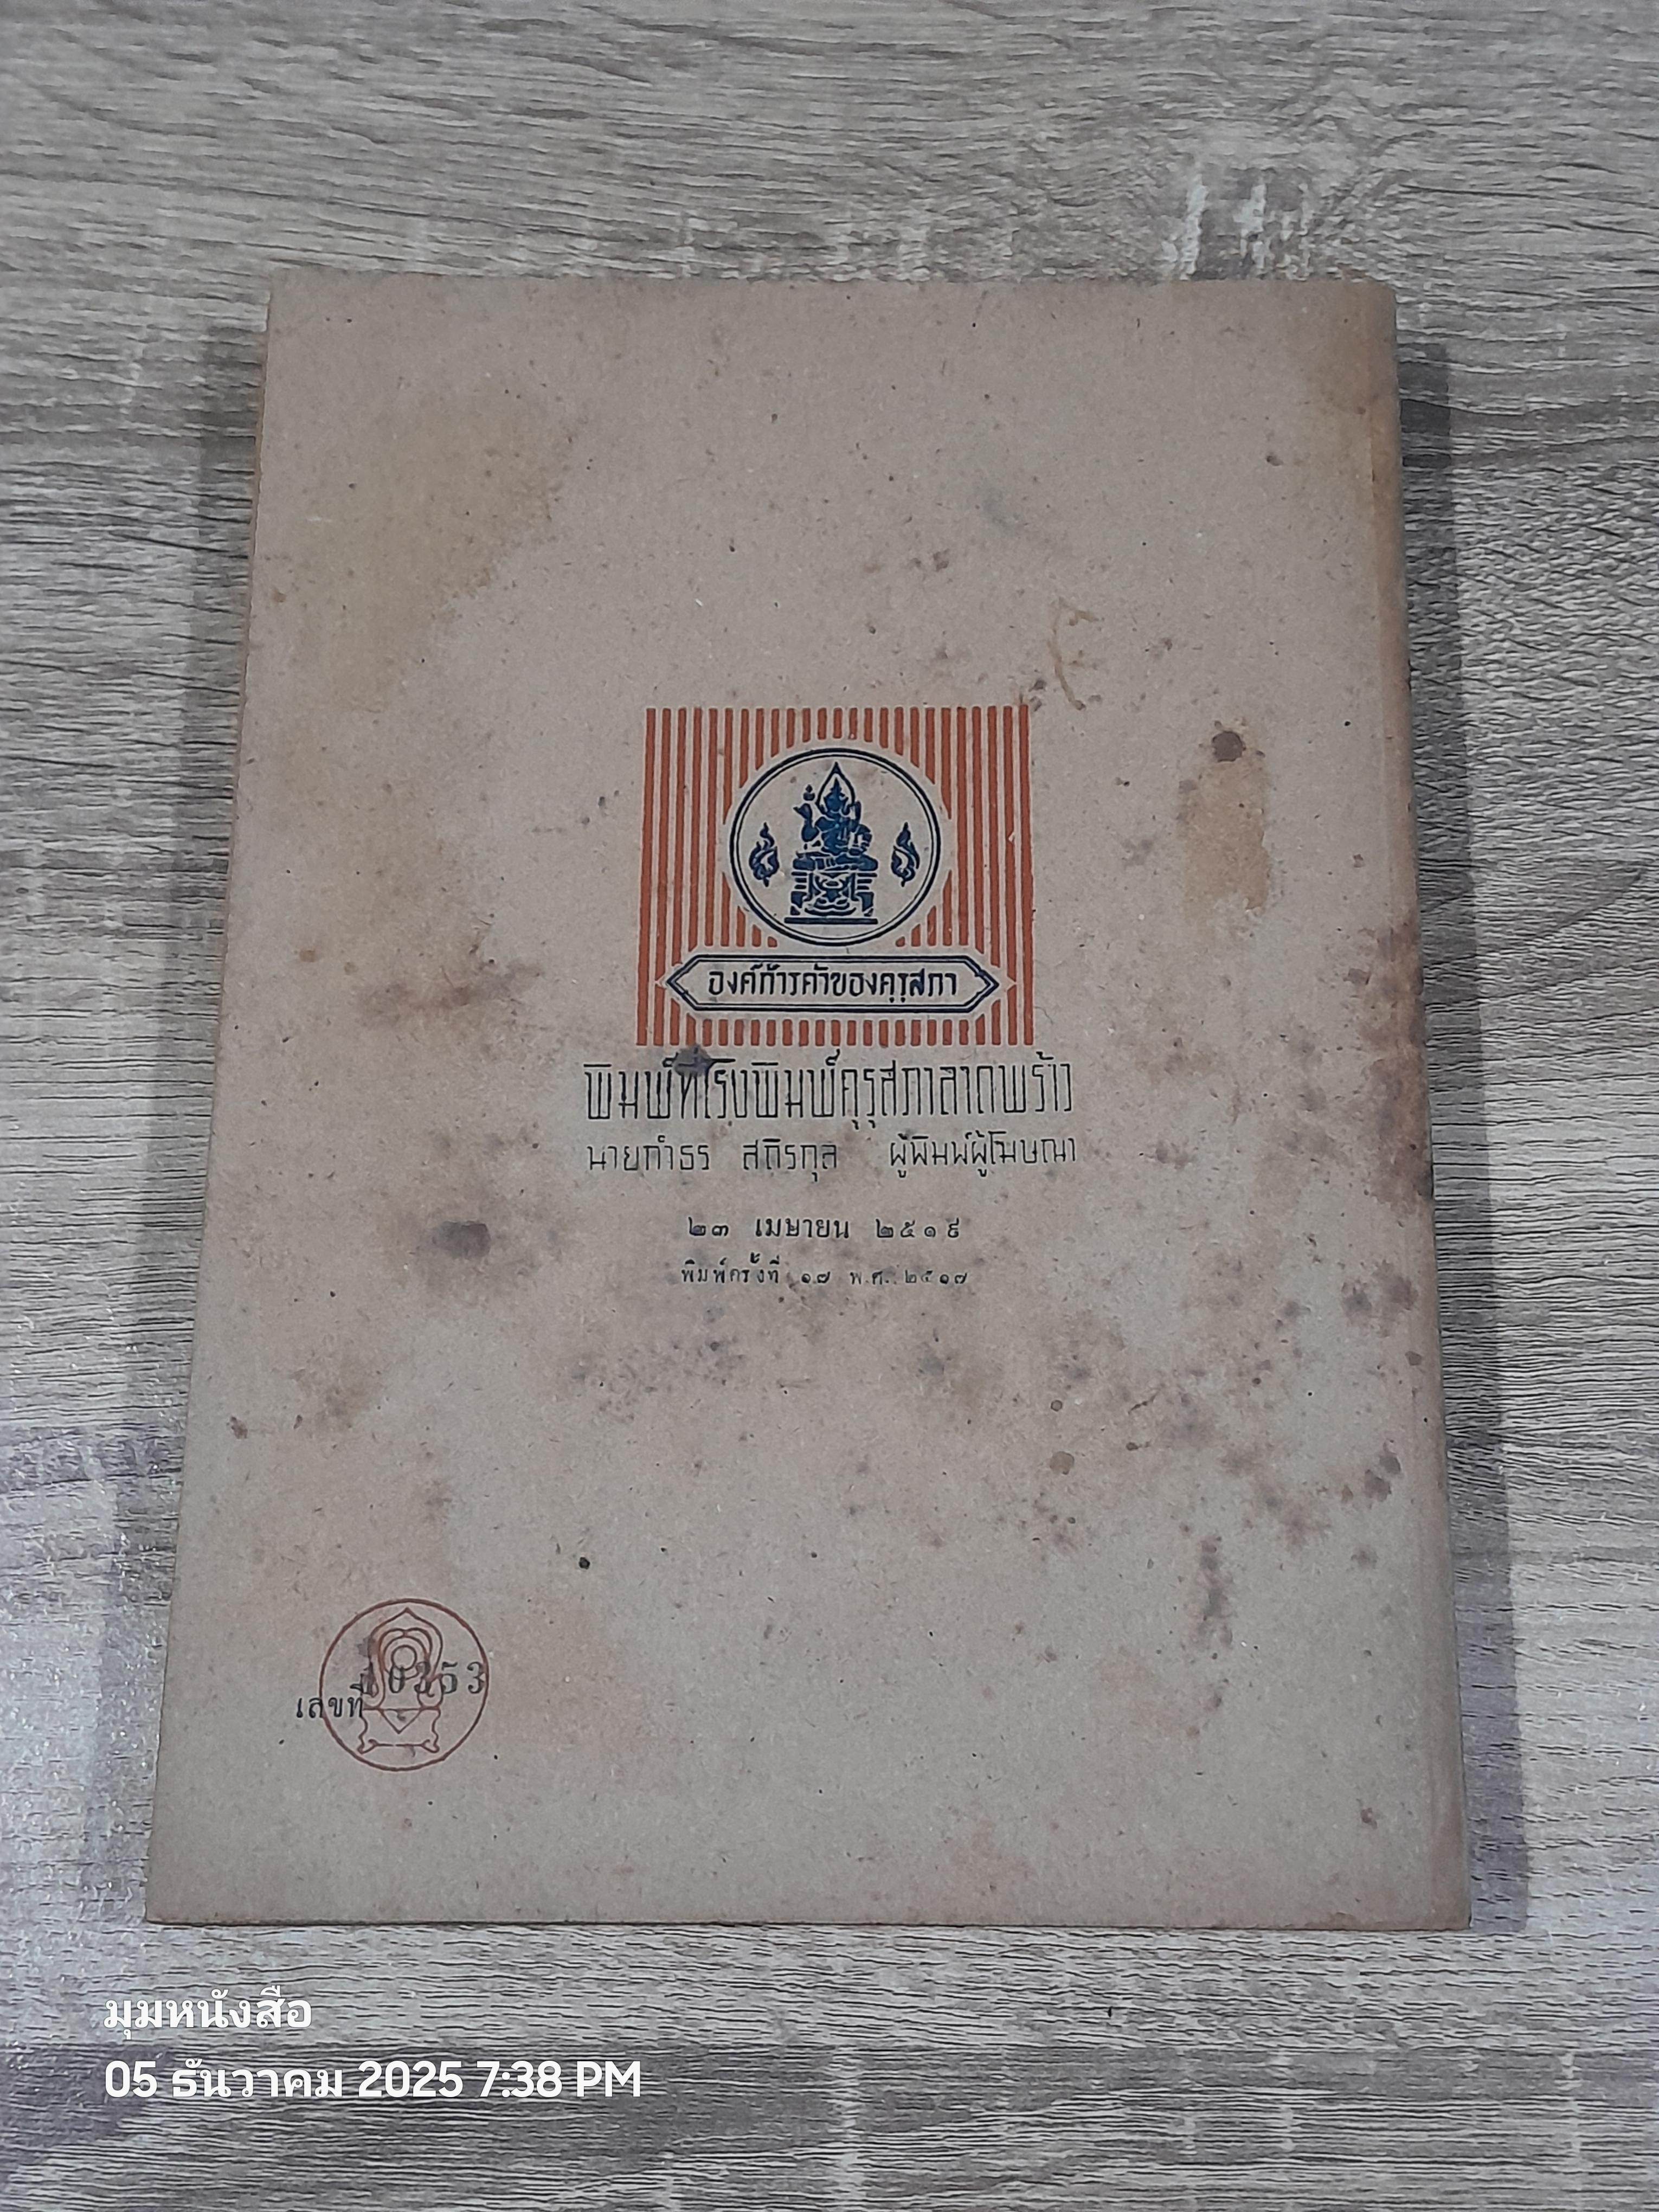 องค์การค้าของคุรุสภา
พิมพ์ที่โรงพิมพ์คุรุสภาลาดพร้าว
นายกำธร สถิรกุล ผู้พิมพ์ผู้โฆษณา
๒๓ เมษายน ๒๕๑๙
พิมพ์ครั้งที่ ๑๗ พ.ศ. ๒๕๑๗
เลขที่
มุมหนังสือ
05 ธันวาคม 2025 7:38 PM